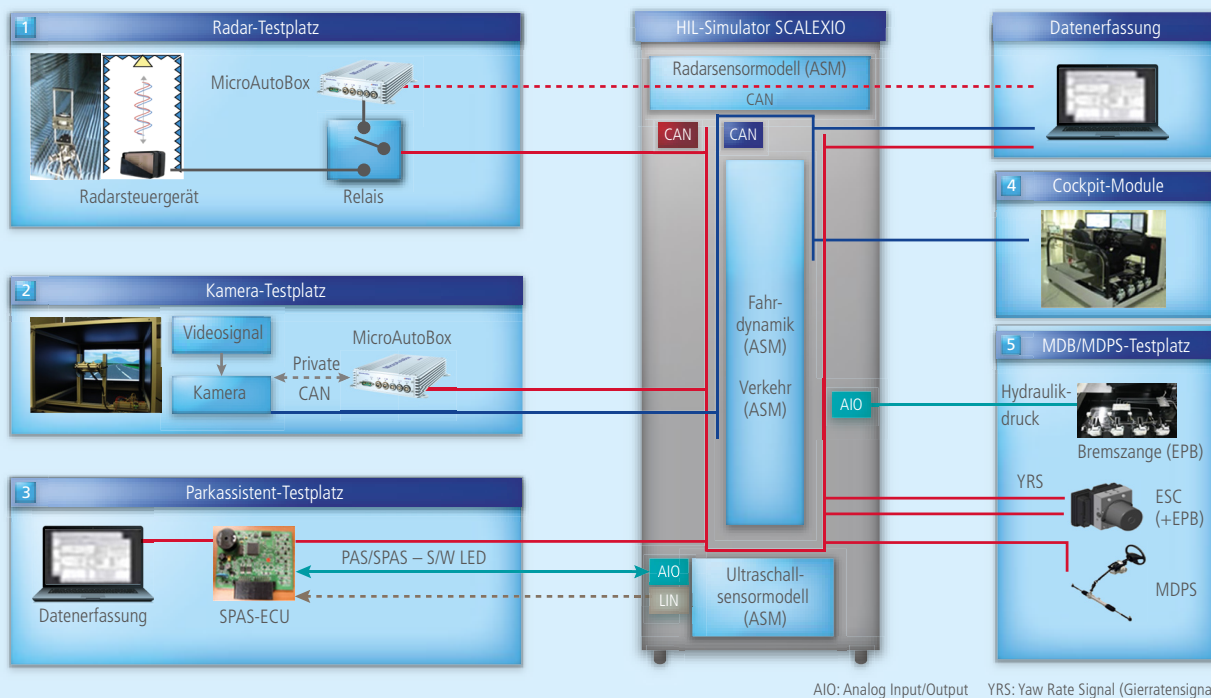 1
Radar-Testplatz
MicroAutoBox
Radarsteuergerät
Relais
2
Kamera-Testplatz
Videosignal
Kamera
Private
CAN
MicroAutoBox
3
Parkassistent-Testplatz
PAS/SPAS – S/W LED
Datenerfassung
SPAS-ECU
HIL-Simulator SCALEXIO
Radarsensormodell (ASM)
CAN
CAN
CAN
Fahr-
dynamik
(ASM)
Verkehr
(ASM)
AIO
AIO
LIN
Ultraschall-
sensormodell
(ASM)
Datenerfassung
4
Cockpit-Module
5
MDB/MDPS-Testplatz
Hydraulik-
druck
Bremszange (EPB)
YRS
ESC
(+EPB)
MDPS
AIO: Analog Input/Output YRS: Yaw Rate Signal (Gierratensigna